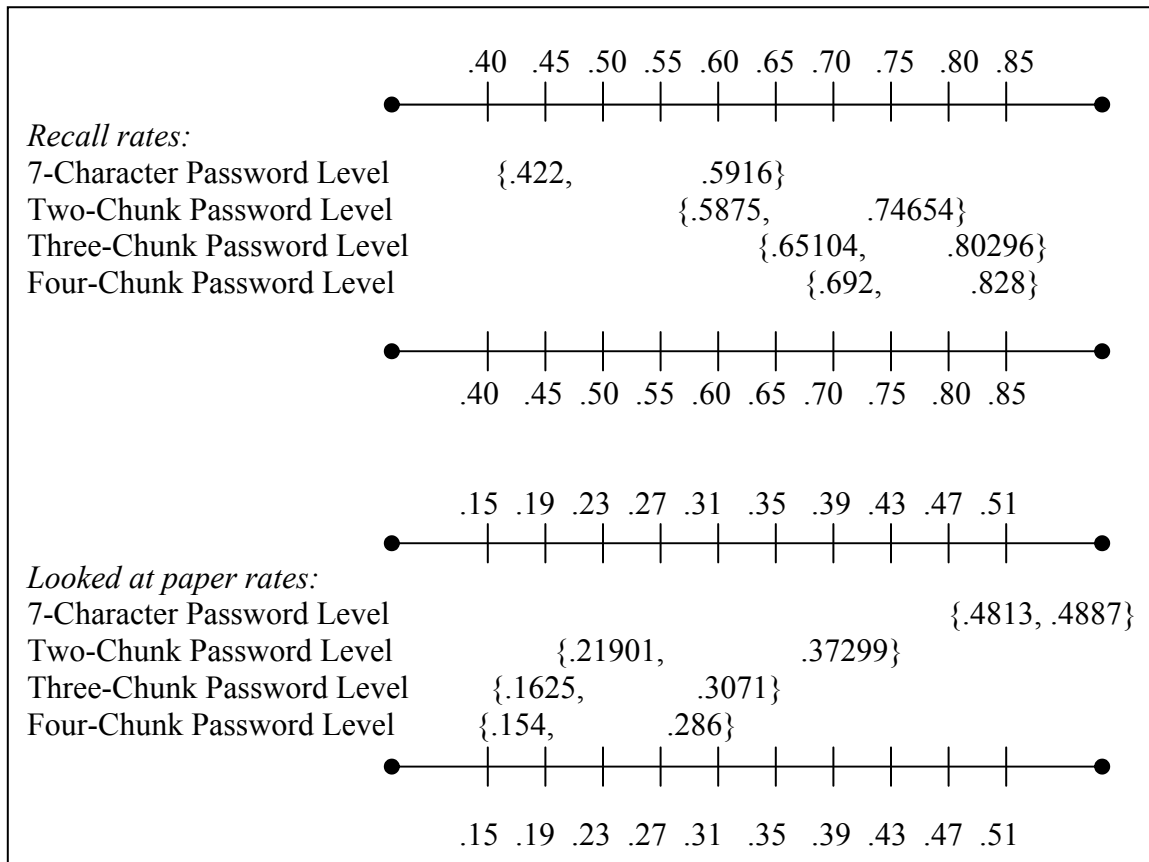 .40 .45 .50 .55 .60 .65 .70 .75 .80 .85
Recall rates:
7-Character Password Level {.422, .5916}
Two-Chunk Password Level {.5875, .74654}
Three-Chunk Password Level {.65104, .80296}
Four-Chunk Password Level {.692, .828}
.40 .45 .50 .55 .60 .65 .70 .75 .80 .85
.15 .19 .23 .27 .31 .35 .39 .43 .47 .51
Looked at paper rates:
7-Character Password Level {.4813, .4887}
Two-Chunk Password Level {.21901, .37299}
Three-Chunk Password Level {.1625, .3071}
Four-Chunk Password Level {.154, .286}
.15 .19 .23 .27 .31 .35 .39 .43 .47 .51